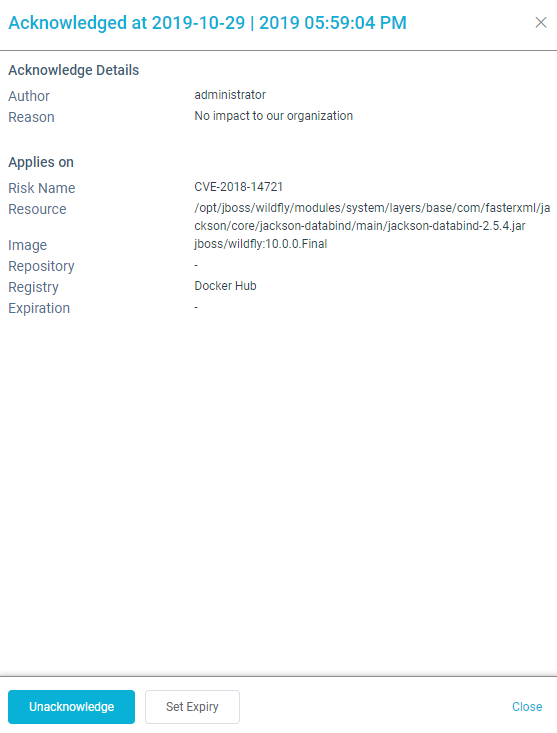 Acknowledged at 2019-10-29 | 2019 05:59:04 PM
Acknowledge Details
Author administrator
Reason No impact to our organization
Applies on
Risk Name CVE-2018-14721
Resource /opt/jboss/wildfly/modules/system/layers/base/com/fasterxml/ja
ckson/core/jackson-databind/main/jackson-databind-2.5.4.jar
Image jboss/wildfly:10.0.0.Final
Repository -
Registry Docker Hub
Expiration -
Unacknowledge Set Expiry Close